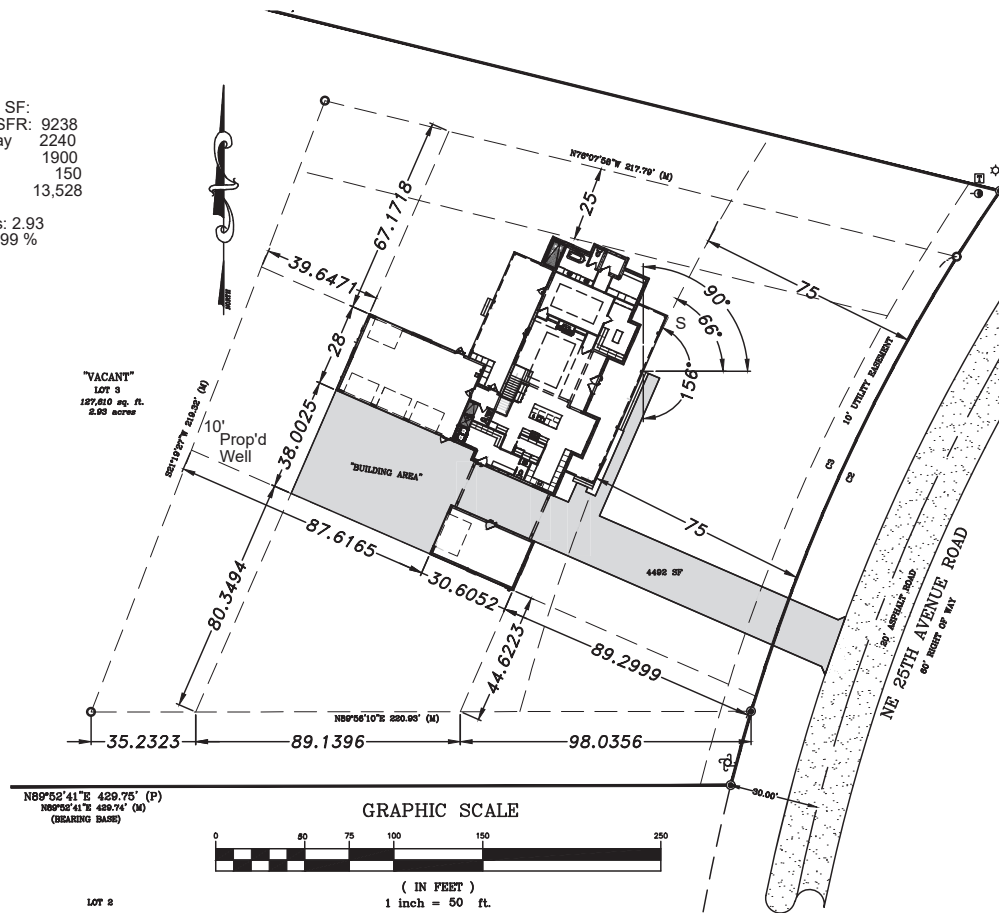 SF:
SFR: 9238
ay 2240
1900
150
13,528
s: 2.93
99 %
NORTH
N76°07'58"W 217.79' (M)
67.1718
25
39.6471
28
75
90°
66°
S
156°
"VACANT"
LOT 3
127,610 sq. ft.
2.93 acres
S21°19'27"W 219.32' (M)
10'
Prop'd
Well
38.0025
"BUILDING AREA"
10' UTILITY EASEMENT
C3
C2
87.6165
30.6052
75
4492 SF
80.3494
44.6223
89.2999
20' ASPHALT ROAD
NE 25TH AVENUE ROAD
60' RIGHT OF WAY
N89°56'10"E 220.93' (M)
35.2323
89.1396
98.0356
30.00'
N89°52'41"E 429.75' (P)
N89°52'41"E 429.74' (M)
(BEARING BASE)
GRAPHIC SCALE
0 50 75 100 150 250
( IN FEET )
1 inch = 50 ft.
LOT 2
T